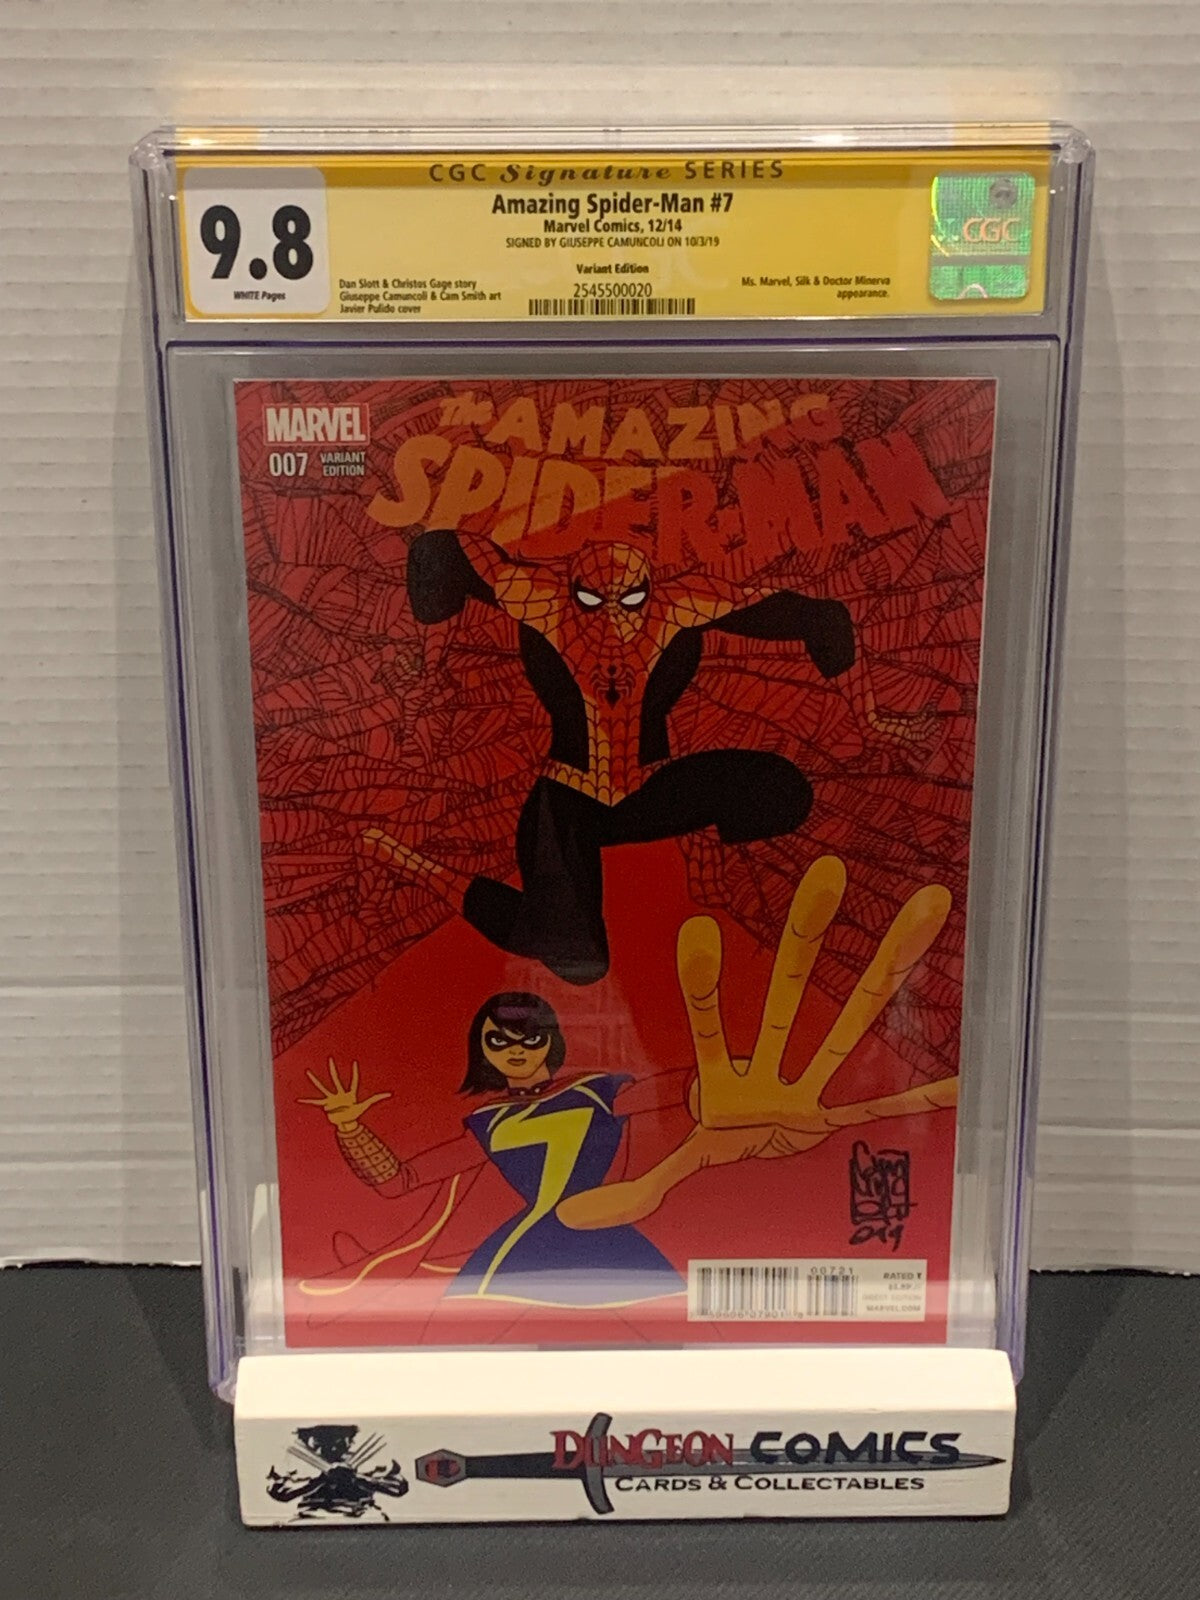 CGC Signature SERIES
9.8
WHITE Pages
Amazing Spider-Man #7
Marvel Comics, 12/14
SIGNED BY GIUSEPPE CAMUNCOLI ON 10/3/19
Variant Edition
2545500020
Dan Slott & Christos Gage story
Giuseppe Camuncoli & Cam Smith art
Javier Pulido cover
Ms. Marvel, Silk & Doctor Minerva
appearance.
CGC
MARVEL
007 VARIANT
EDITION
The AMAZING
SPIDER-MAN
00721
RATED T
DIRECT EDITION
MARVEL.COM
DUNGEON COMICS
CARDS & COLLECTABLES